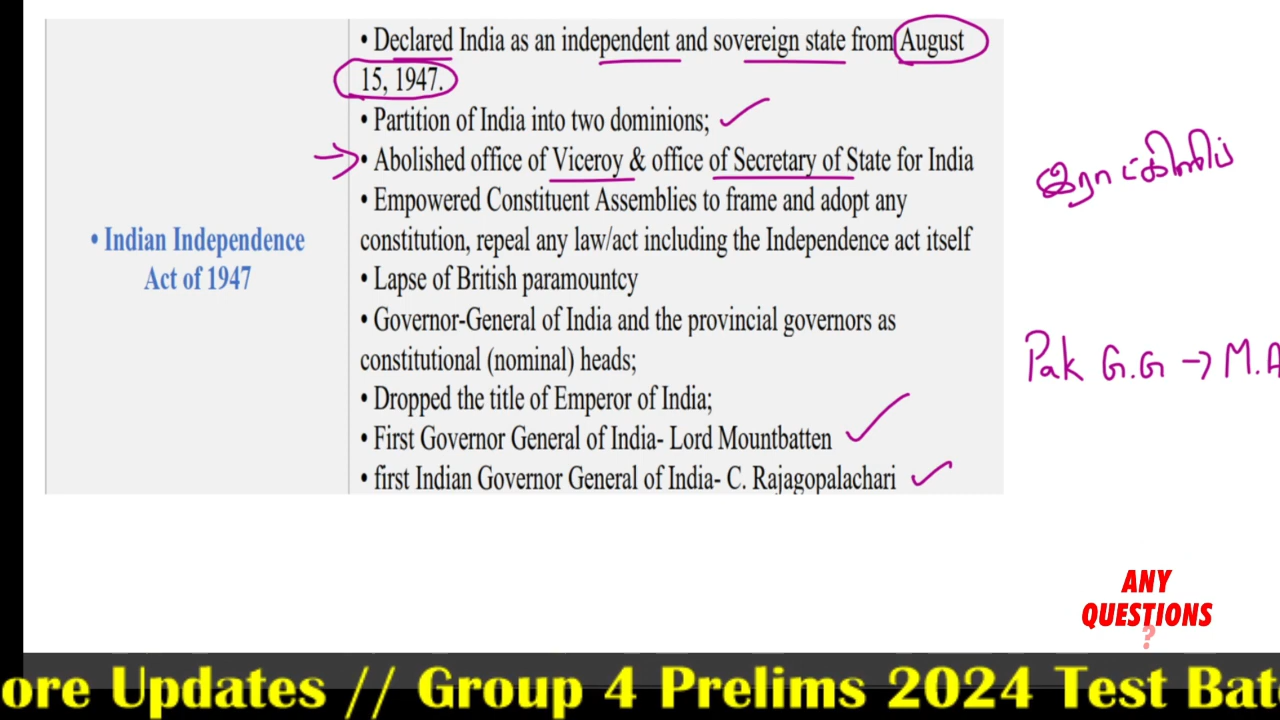 • Declared India as an independent and sovereign state from August
15, 1947.
• Partition of India into two dominions;
• Abolished office of Viceroy & office of Secretary of State for India
• Empowered Constituent Assemblies to frame and adopt any
constitution, repeal any law/act including the Independence act itself
• Indian Independence
Act of 1947
• Lapse of British paramountcy
• Governor-General of India and the provincial governors as
constitutional (nominal) heads;
• Dropped the title of Emperor of India;
• First Governor General of India- Lord Mountbatten
• first Indian Governor General of India- C. Rajagopalachari
Pak G.G → M.A
ANY
QUESTIONS
?
ore Updates // Group 4 Prelims 2024 Test Bat